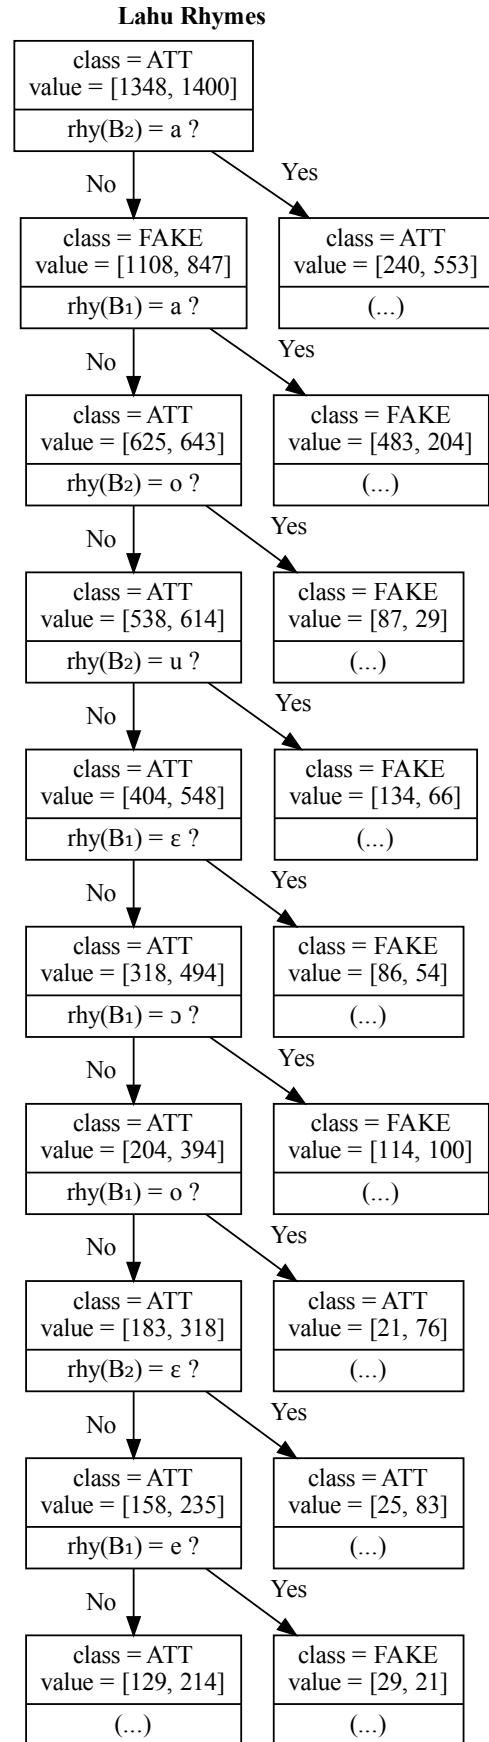 Lahu Rhymes
class = ATT
value = [1348, 1400]
rhy(B₂) = a ?
No
Yes
class = FAKE
value = [1108, 847]
rhy(B₁) = a ?
class = ATT
value = [240, 553]
(...)
No
Yes
class = ATT
value = [625, 643]
rhy(B₂) = o ?
class = FAKE
value = [483, 204]
(...)
No
Yes
class = ATT
value = [538, 614]
rhy(B₂) = u ?
class = FAKE
value = [87, 29]
(...)
No
Yes
class = ATT
value = [404, 548]
rhy(B₁) = ɛ ?
class = FAKE
value = [134, 66]
(...)
No
Yes
class = ATT
value = [318, 494]
rhy(B₁) = ɔ ?
class = FAKE
value = [86, 54]
(...)
No
Yes
class = ATT
value = [204, 394]
rhy(B₁) = o ?
class = FAKE
value = [114, 100]
(...)
No
Yes
class = ATT
value = [183, 318]
rhy(B₂) = ɛ ?
class = ATT
value = [21, 76]
(...)
No
Yes
class = ATT
value = [158, 235]
rhy(B₁) = e ?
class = ATT
value = [25, 83]
(...)
No
Yes
class = ATT
value = [129, 214]
(...)
class = FAKE
value = [29, 21]
(...)